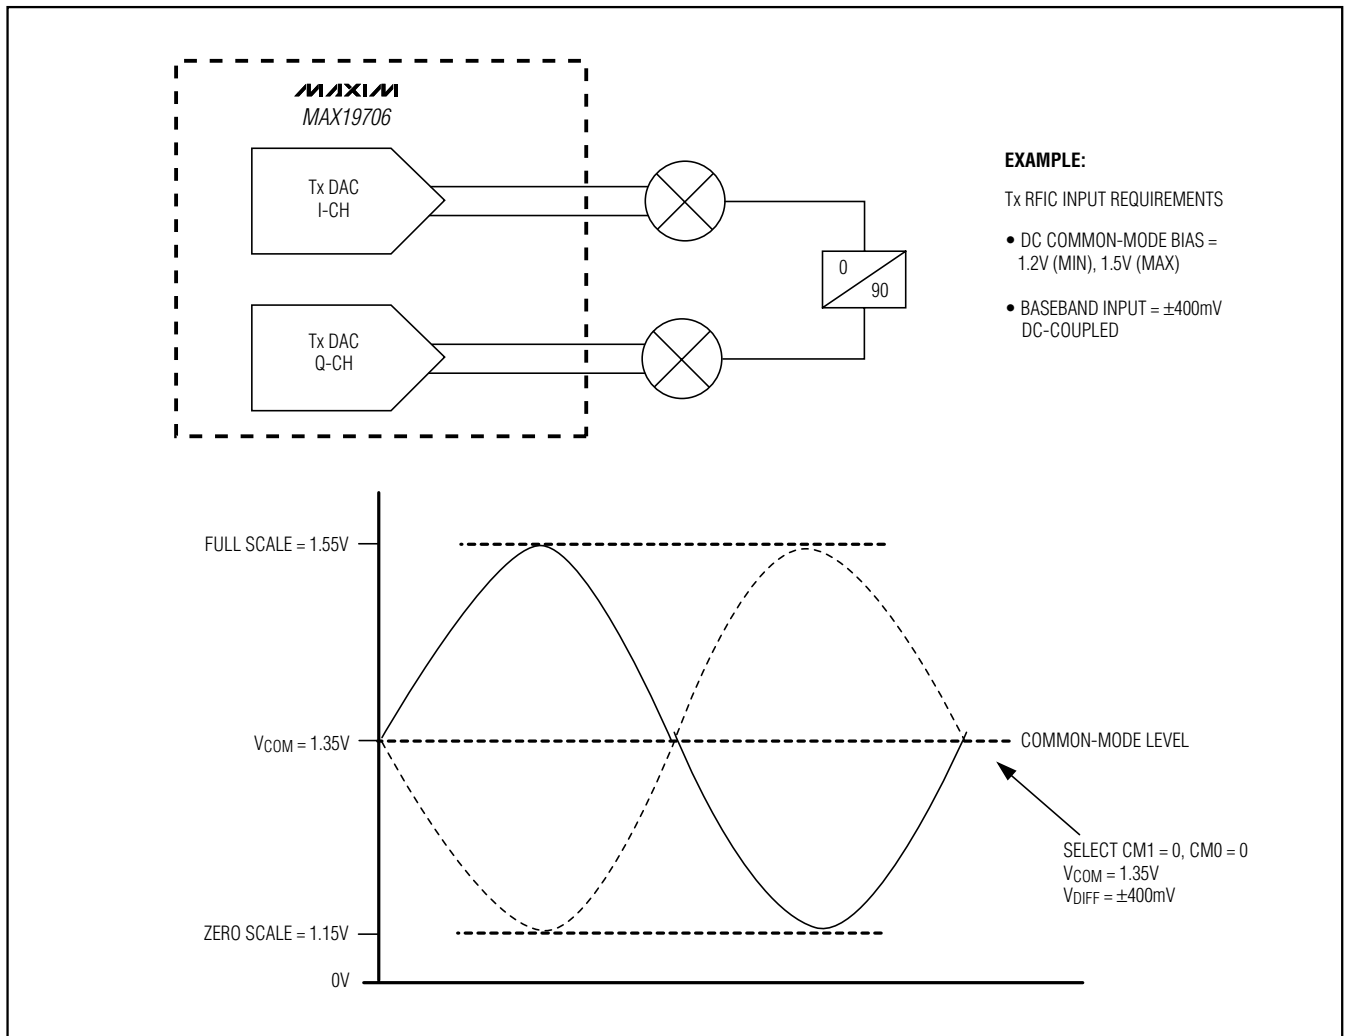 MAXIM
MAX19706
Tx DAC
I-CH
Tx DAC
Q-CH
0
90
EXAMPLE:
Tx RFIC INPUT REQUIREMENTS
• DC COMMON-MODE BIAS =
1.2V (MIN), 1.5V (MAX)
• BASEBAND INPUT = ±400mV
DC-COUPLED
FULL SCALE = 1.55V
VCOM = 1.35V
COMMON-MODE LEVEL
SELECT CM1 = 0, CM0 = 0
VCOM = 1.35V
VDIFF = ±400mV
ZERO SCALE = 1.15V
0V